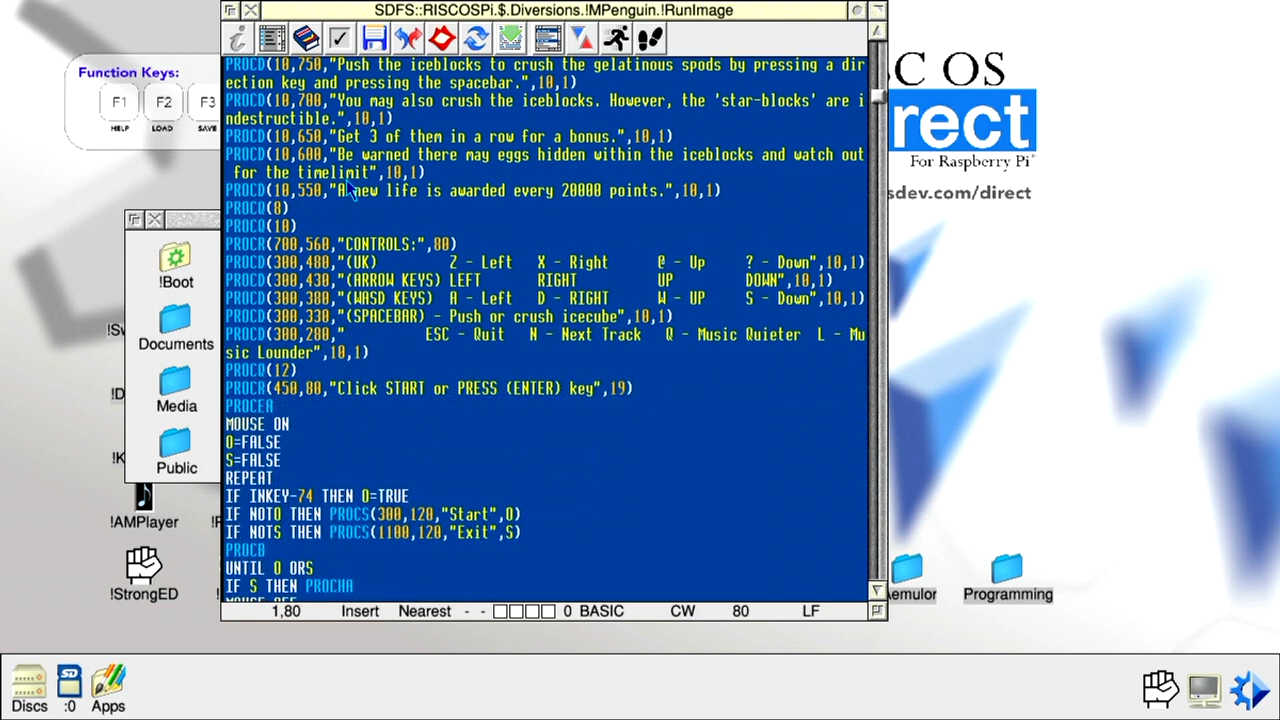 SDFS::RISCOSPi.$.Diversions.!MPenguin.!RunImage
Function Keys:
F1
F2
F3
HELP
LOAD
SAVE
PROCD(10,750,"Push the iceblocks to crush the gelatinous spods by pressing a dir
ection key and pressing the spacebar.",10,1)
PROCD(10,700,"You may also crush the iceblocks. However, the 'star-blocks' are i
ndestructible.",10,1)
PROCD(10,650,"Get 3 of them in a row for a bonus.",10,1)
PROCD(10,600,"Be warned there may eggs hidden within the iceblocks and watch out
for the timelimit",10,1)
PROCD(10,550,"A new life is awarded every 20000 points.",10,1)
PROCQ(8)
PROCQ(10)
PROCR(700,560,"CONTROLS:",80)
PROCD(300,480,"(UK) Z - Left X - Right @ - Up ? - Down",10,1)
PROCD(300,430,"(ARROW KEYS) LEFT RIGHT UP DOWN",10,1)
PROCD(300,380,"(WASD KEYS) A - Left D - RIGHT W - UP S - Down",10,1)
PROCD(300,330,"(SPACEBAR) - Push or crush icecube",10,1)
PROCD(300,280," ESC - Quit N - Next Track Q - Music Quieter L - Mu
sic Lounder",10,1)
PROCQ(12)
PROCR(450,80,"Click START or PRESS (ENTER) key",19)
PROCEA
MOUSE ON
O=FALSE
S=FALSE
REPEAT
IF INKEY-74 THEN O=TRUE
IF NOTO THEN PROCS(300,120,"Start",O)
IF NOTS THEN PROCS(1100,120,"Exit",S)
PROCB
UNTIL O ORS
IF S THEN PROCHA
1,80 Insert Nearest - - 0 BASIC CW 80 LF
C OS
rect
For Raspberry Pi
sdev.com/direct
!Boot
Documents
Media
Public
!AMPlayer
!StrongED
Aemulor
Programming
SD
Discs
:0
Apps